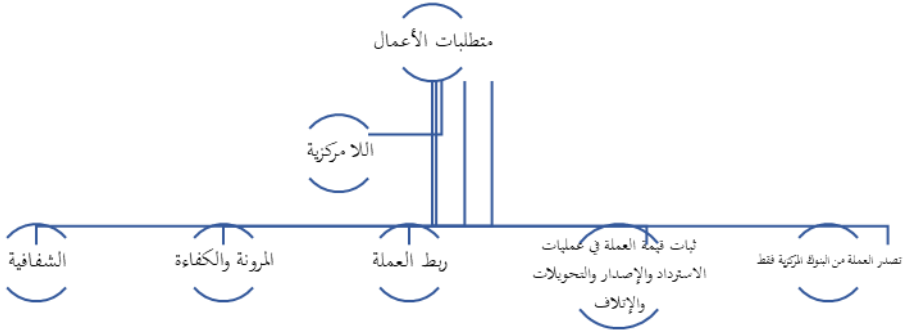 متطلبات الأعمال
اللا مركزية
تصدر العملة من البنوك المركزية فقط
ثبات قيمة العملة في عمليات
الاسترداد والإصدار والتحويلات
والإتلاف
ربط العملة
المرونة والكفاءة
الشفافية